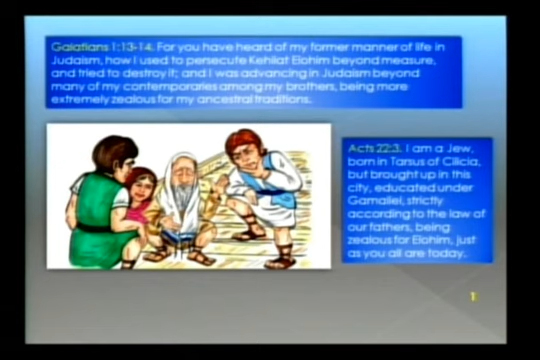 Galatians 1:13-14. For you have heard of my former manner of life in
Judaism, how I used to persecute Kehilat Elohim beyond measure,
and tried to destroy it; and I was advancing in Judaism beyond
many of my contemporaries among my brothers, being more
extremely zealous for my ancestral traditions.
Acts 22:3. I am a Jew,
born in Tarsus of Cilicia,
but brought up in this
city, educated under
Gamaliel, strictly
according to the law of
our fathers, being
zealous for Elohim, just
as you all are today.